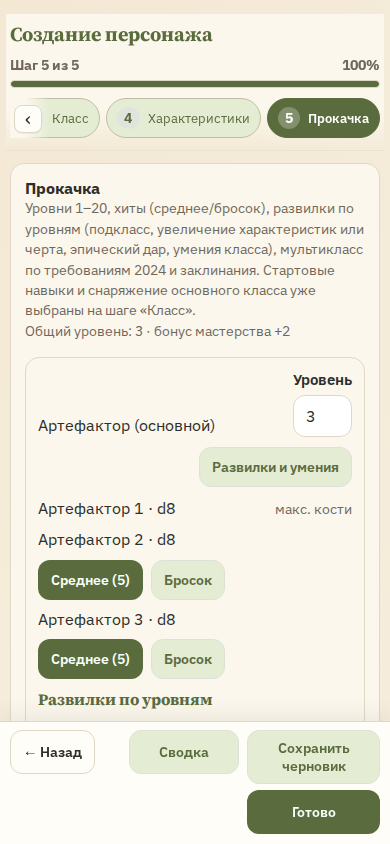 Создание персонажа
Шаг 5 из 5 100%
‹ Класс 4 Характеристики 5 Прокачка
Прокачка
Уровни 1–20, хиты (среднее/бросок), развилки по
уровням (подкласс, увеличение характеристик или
черта, эпический дар, умения класса), мультикласс
по требованиям 2024 и заклинания. Стартовые
навыки и снаряжение основного класса уже
выбраны на шаге «Класс».
Общий уровень: 3 · бонус мастерства +2
Уровень
Артефактор (основной) 3
Развилки и умения
Артефактор 1 · d8 макс. кости
Артефактор 2 · d8
Среднее (5) Бросок
Артефактор 3 · d8
Среднее (5) Бросок
Развилки по уровням
← Назад Сводка Сохранить
черновик
Готово